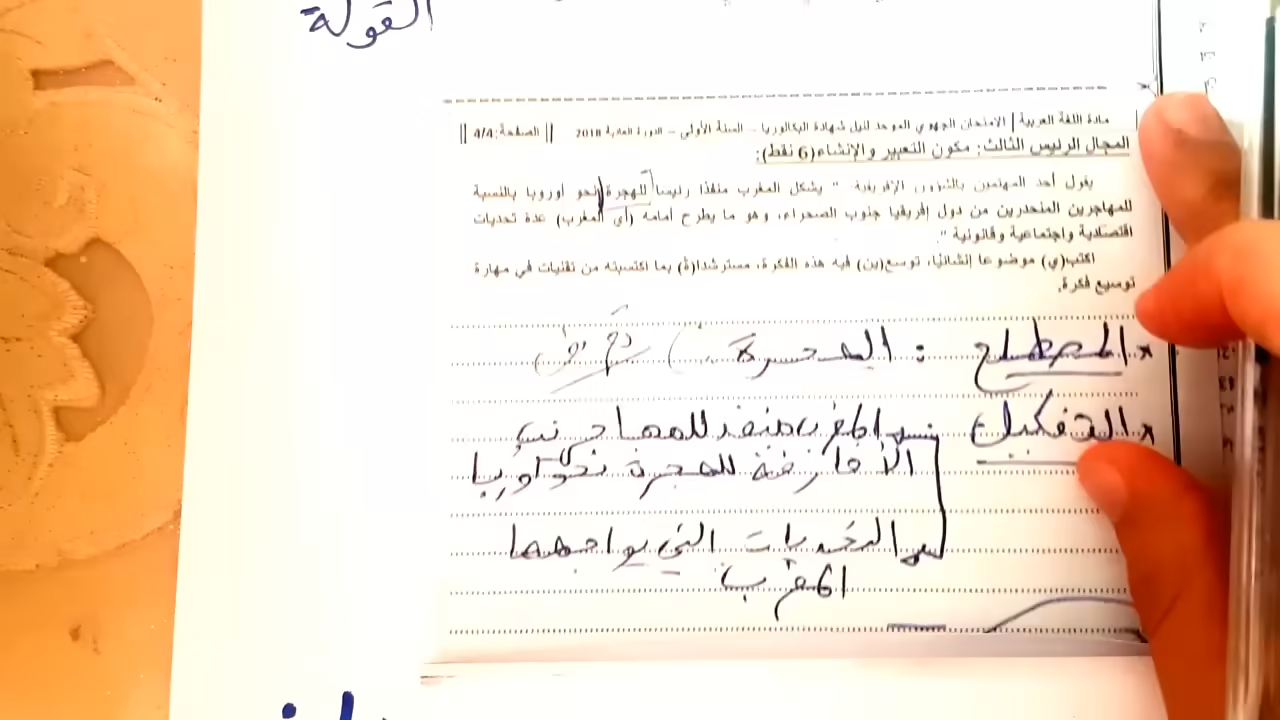 القولة
مادة اللغة العربية | الامتحان الجهوي الموحد لنيل شهادة البكالوريا – السنة الأولى – الدورة العادية 2018 || الصفحة: 4/4 ||
المجال الرئيس الثالث: مكون التعبير والإنشاء(6 نقط):
يقول أحد المهتمين بالشؤون الإفريقية: " يشكل المغرب منفذا رئيسا للهجرة نحو أوروبا بالنسبة
للمهاجرين المنحدرين من دول إفريقيا جنوب الصحراء، وهو ما يطرح أمامه (أي المغرب) عدة تحديات
اقتصادية واجتماعية وقانونية ".
اكتب(ي) موضوعا إنشائيا، توسع(ين) فيه هذه الفكرة، مسترشدا(ة) بما اكتسبته من تقنيات في مهارة
توسيع فكرة.
* المصطلح : الهجرة
* التفكيك المغرب منفذ للمهاجرين
الأفارقة للهجرة نحو أوربا
التحديات التي يواجهها
المغرب